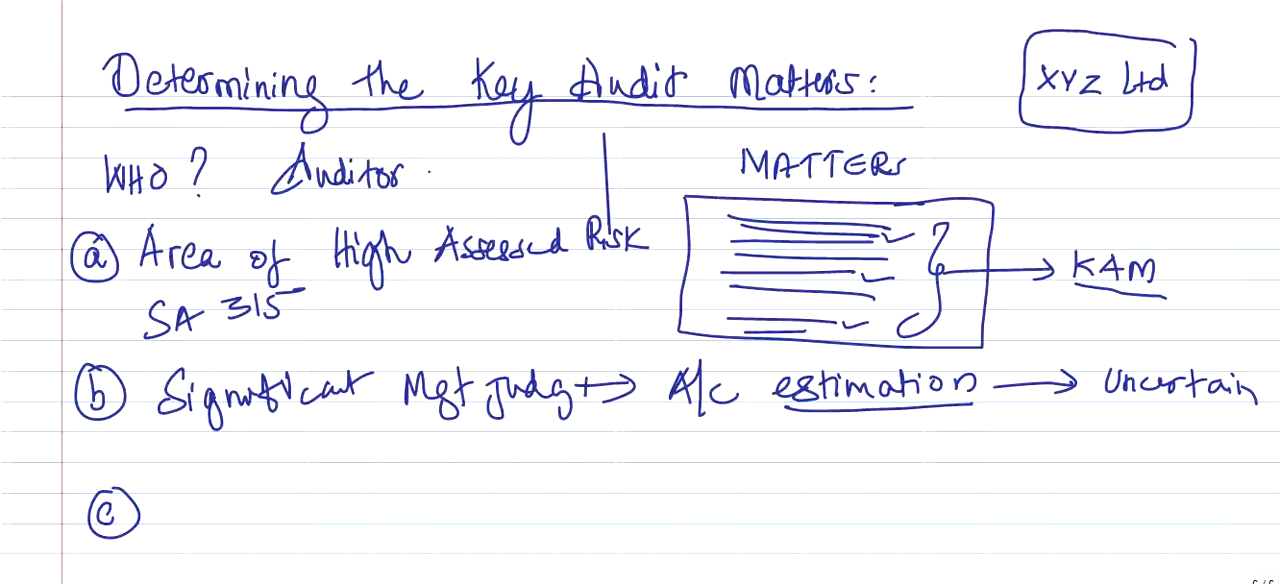 Determining the Key Audit Matters:
XYZ Ltd
WHO? Auditor
MATTERS
(a) Area of High Assessed Risk
SA 315
KAM
(b) Significant Mgt Judgt → A/c estimation → Uncertain
(c)